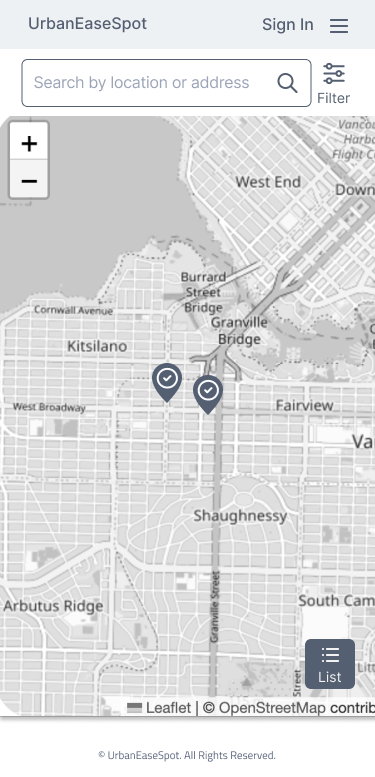 UrbanEaseSpot
Sign In
Search by location or address
Filter
+
−
Vancou
Harbo
Flight C
West End
Down
Burrard
Street
Bridge
Granville
Bridge
Cornwall Avenue
Kitsilano
West Broadway
Fairview
Va
Shaughnessy
Granville Street
Arbutus Ridge
South Cam
Street
Litt
List
Leaflet | © OpenStreetMap contrib
© UrbanEaseSpot. All Rights Reserved.